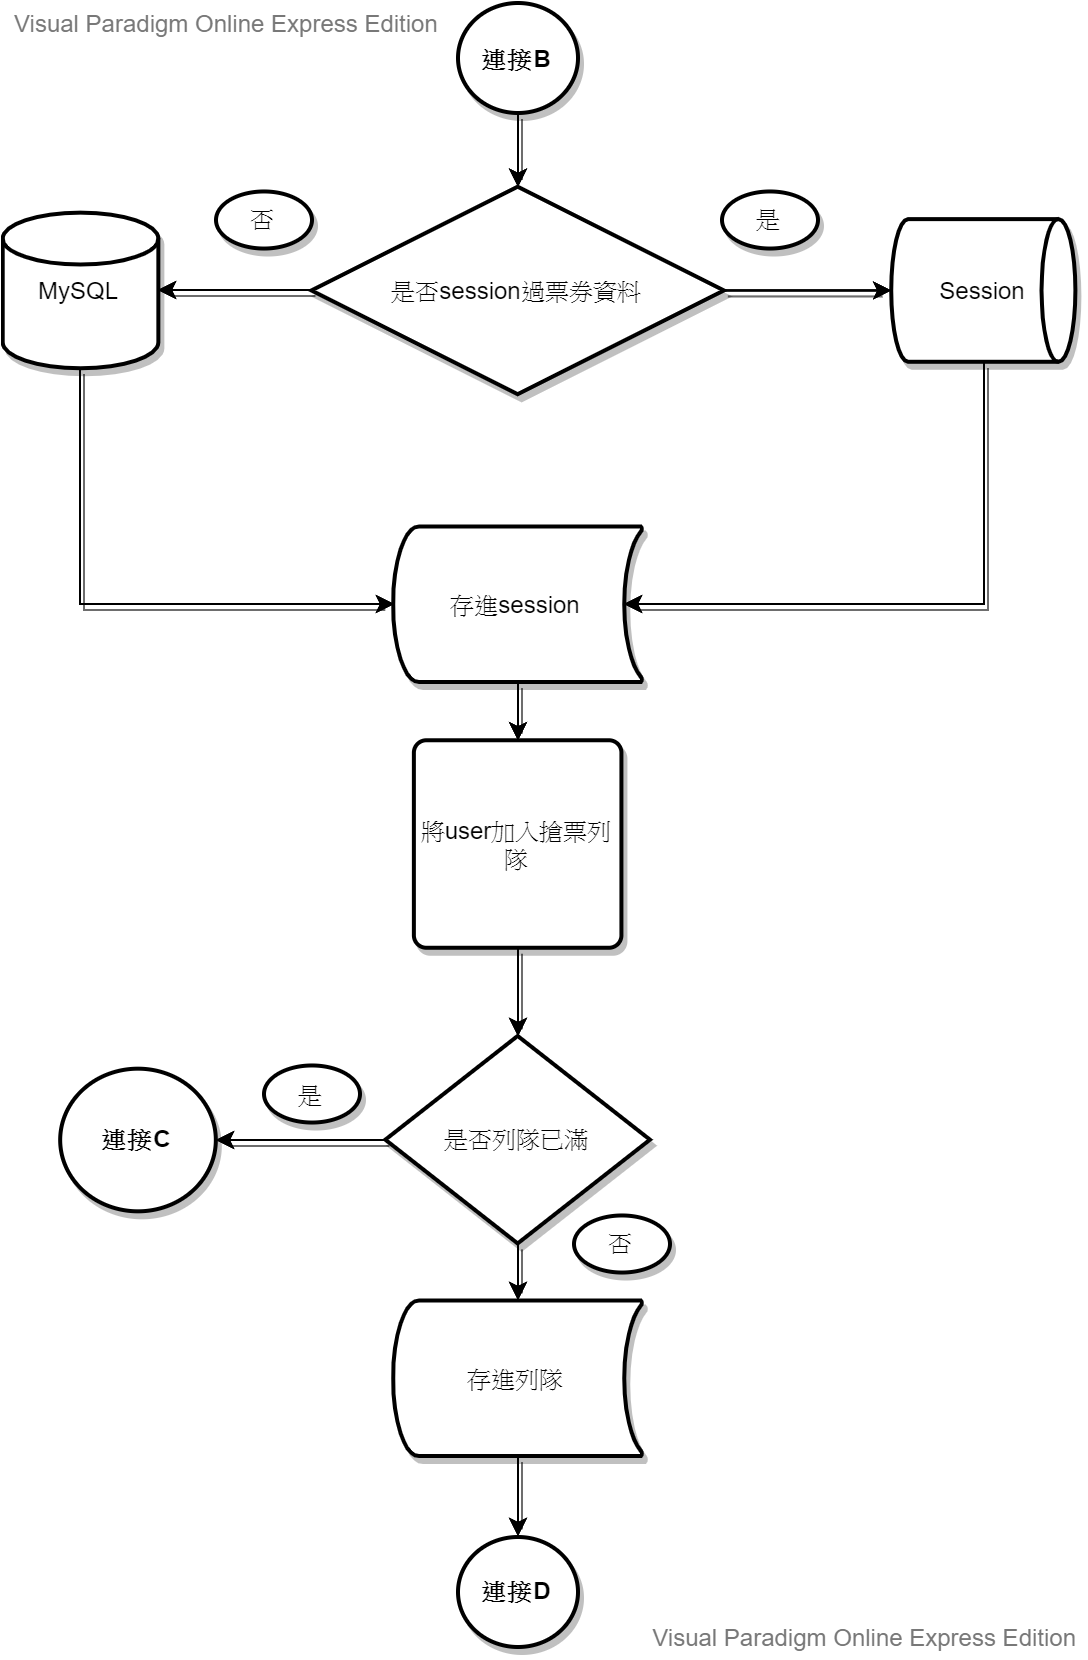 Visual Paradigm Online Express Edition
連接B
否
是
MySQL
是否session過票券資料
Session
存進session
將user加入搶票列
隊
是
連接C
是否列隊已滿
否
存進列隊
連接D
Visual Paradigm Online Express Edition